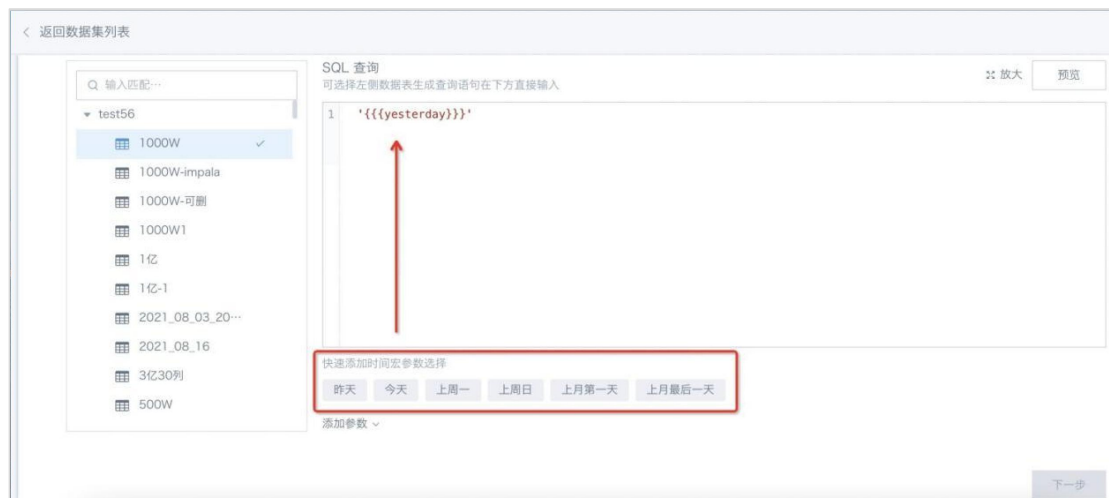 < 返回数据集列表
输入匹配…
test56
1000W
1000W-impala
1000W-可删
1000W1
1亿
1亿-1
2021_08_03_20…
2021_08_16
3亿30列
500W
SQL 查询
可选择左侧数据表生成查询语句在下方直接输入
放大 预览
1 '{{{yesterday}}}'
快速添加时间宏参数选择
昨天 今天 上周一 上周日 上月第一天 上月最后一天
添加参数
下一步